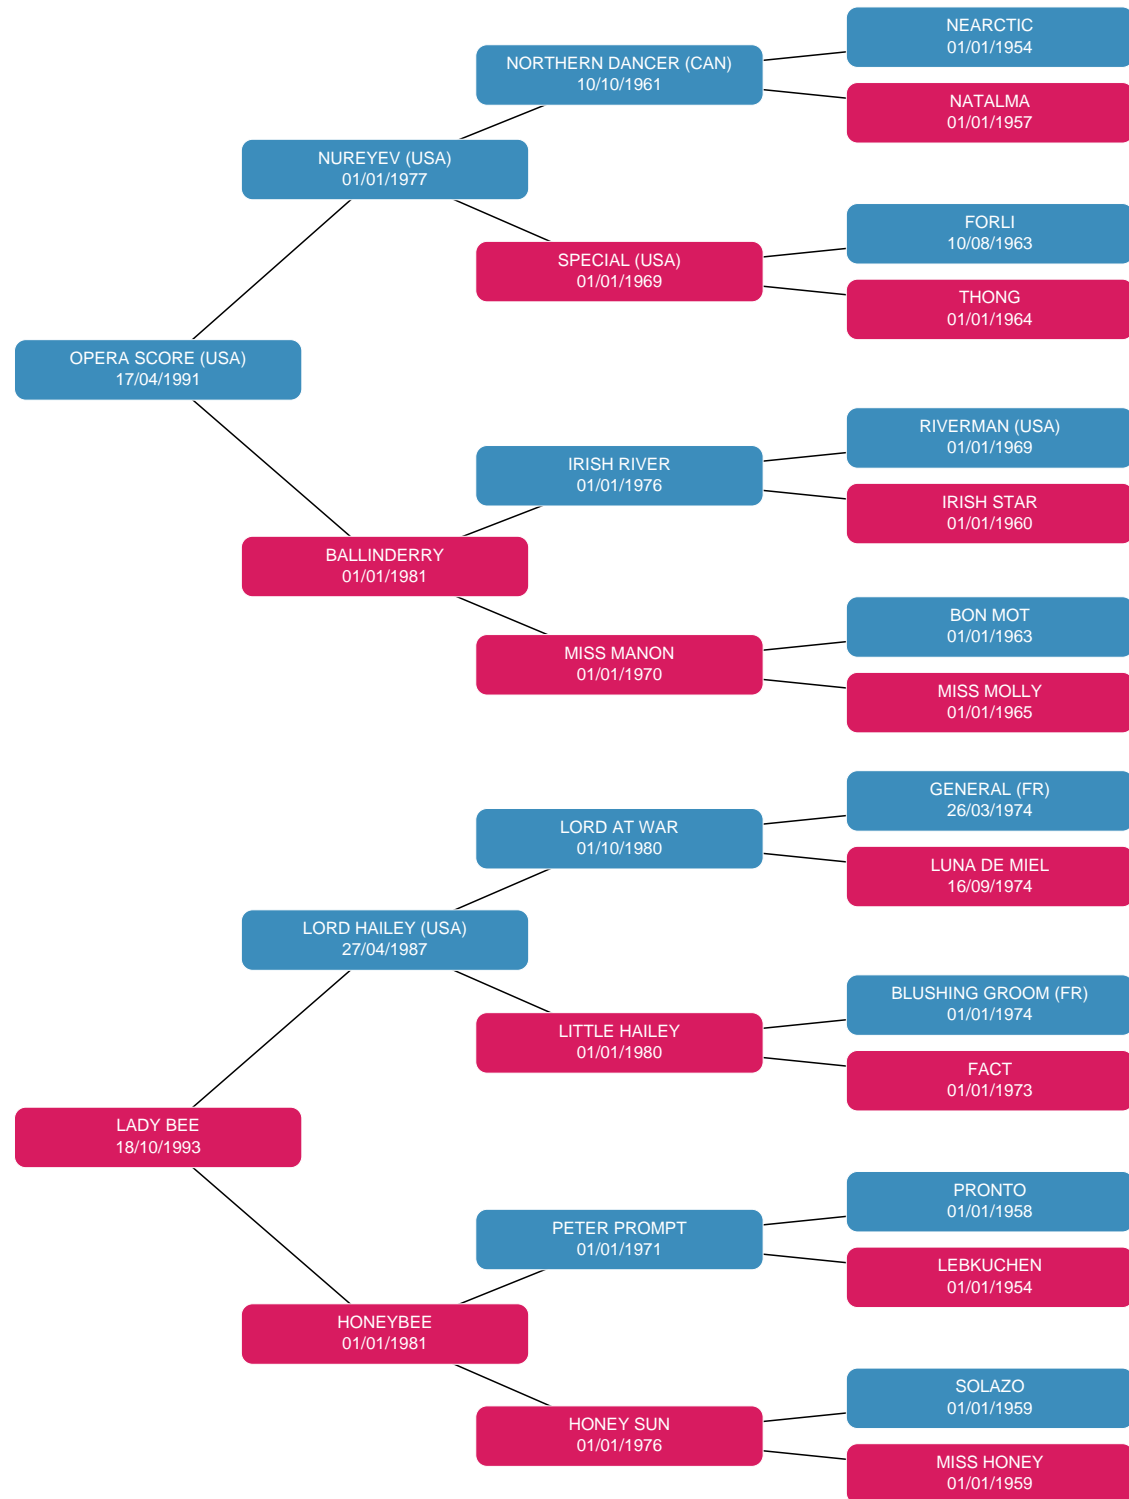 NEARCTIC
01/01/1954
NORTHERN DANCER (CAN)
10/10/1961
NATALMA
01/01/1957
NUREYEV (USA)
01/01/1977
FORLI
10/08/1963
SPECIAL (USA)
01/01/1969
THONG
01/01/1964
OPERA SCORE (USA)
17/04/1991
RIVERMAN (USA)
01/01/1969
IRISH RIVER
01/01/1976
IRISH STAR
01/01/1960
BALLINDERRY
01/01/1981
BON MOT
01/01/1963
MISS MANON
01/01/1970
MISS MOLLY
01/01/1965
GENERAL (FR)
26/03/1974
LORD AT WAR
01/10/1980
LUNA DE MIEL
16/09/1974
LORD HAILEY (USA)
27/04/1987
BLUSHING GROOM (FR)
01/01/1974
LITTLE HAILEY
01/01/1980
FACT
01/01/1973
LADY BEE
18/10/1993
PRONTO
01/01/1958
PETER PROMPT
01/01/1971
LEBKUCHEN
01/01/1954
HONEYBEE
01/01/1981
SOLAZO
01/01/1959
HONEY SUN
01/01/1976
MISS HONEY
01/01/1959